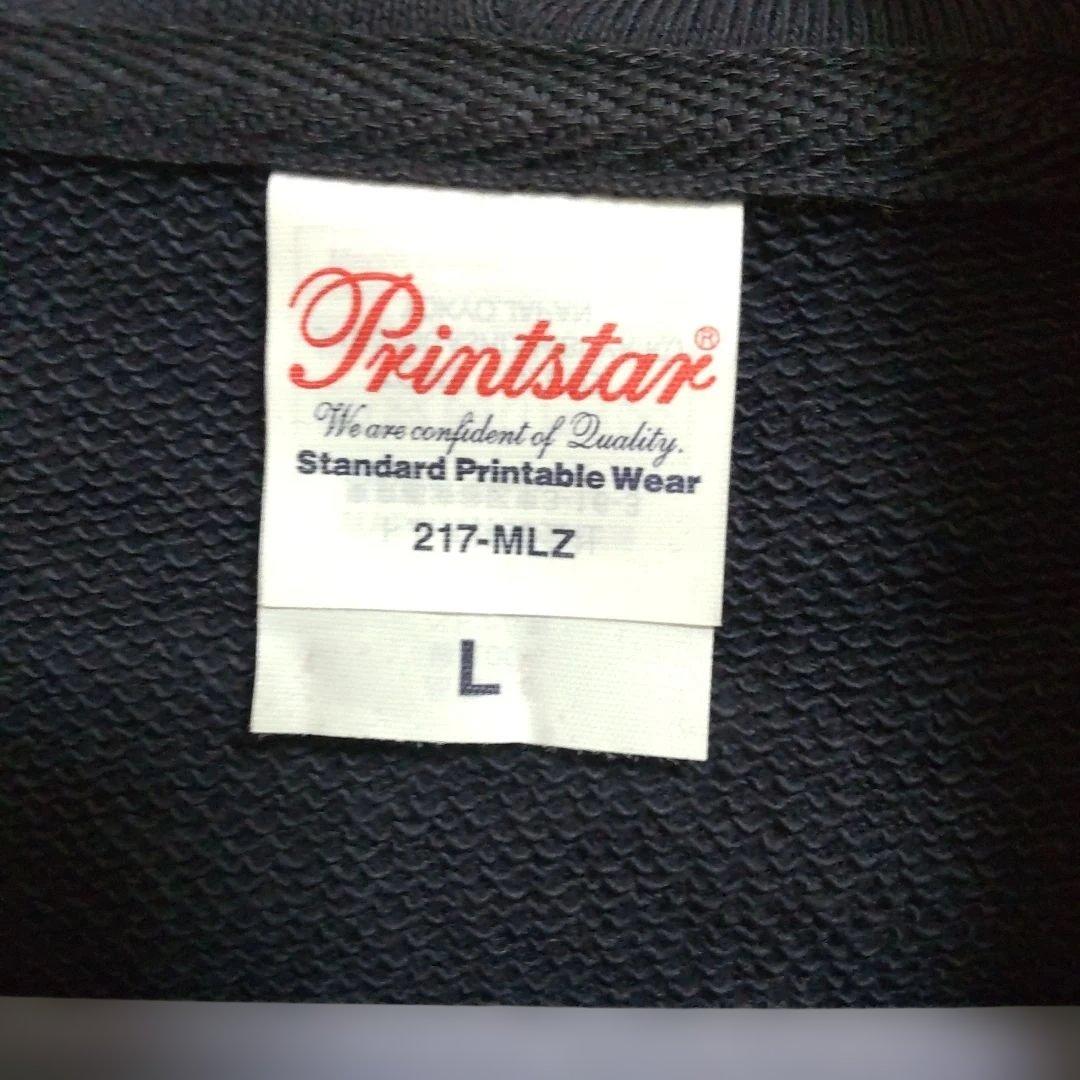 Printstar®
We are confident of Quality.
Standard Printable Wear
217-MLZ
L